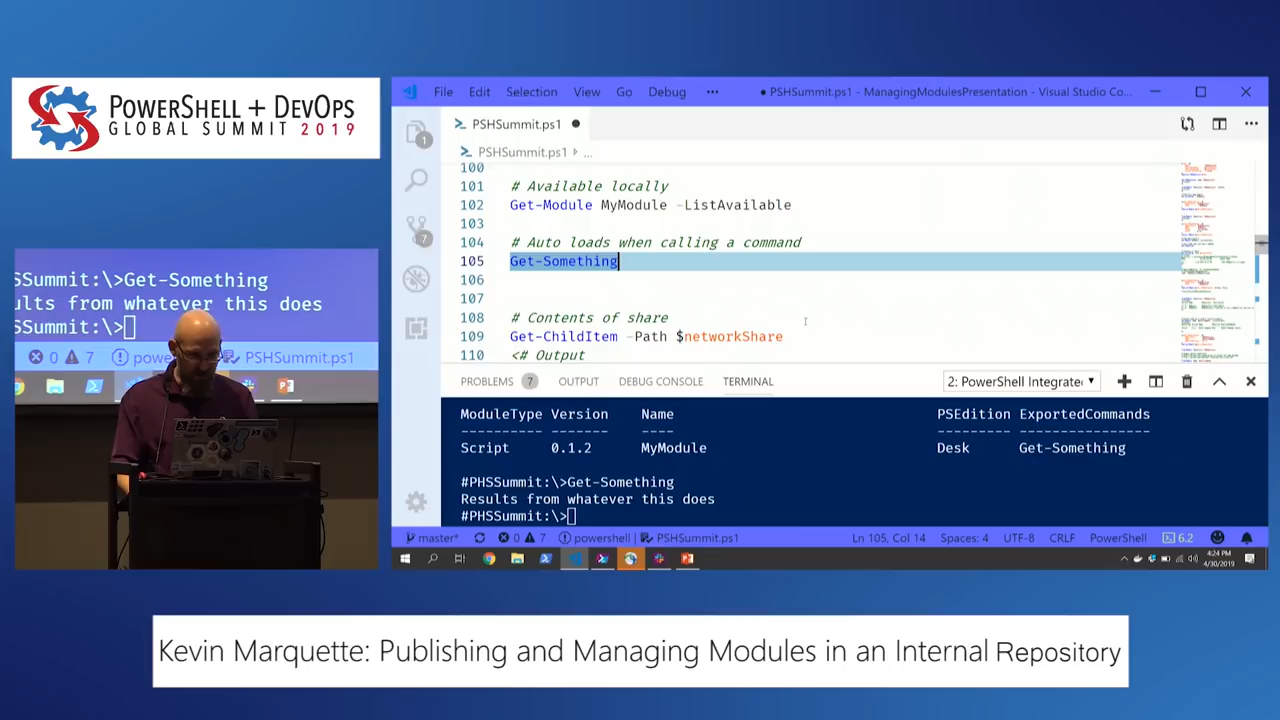 POWERSHELL + DEVOPS
GLOBAL SUMMIT 2019
SSummit:\>Get-Something
ults from whatever this does
SSummit:\>
0 7 powe PSHSummit.ps1
File Edit Selection View Go Debug ••• ● PSHSummit.ps1 - ManagingModulesPresentation - Visual Studio Co...
PSHSummit.ps1 ●
PSHSummit.ps1 ...
100
101 # Available locally
102 Get-Module MyModule -ListAvailable
103
104 # Auto loads when calling a command
105 Get-Something
106
107
108 # Contents of share
109 Get-ChildItem -Path $networkShare
110 <# Output
PROBLEMS 7 OUTPUT DEBUG CONSOLE TERMINAL 2: PowerShell Integrate
ModuleType Version Name PSEdition ExportedCommands
---------- ------- ---- --------- ----------------
Script 0.1.2 MyModule Desk Get-Something
#PHSSummit:\>Get-Something
Results from whatever this does
#PHSSummit:\>
master* 0 7 powershell PSHSummit.ps1 Ln 105, Col 14 Spaces: 4 UTF-8 CRLF PowerShell 6.2
4:24 PM
4/30/2019
Kevin Marquette: Publishing and Managing Modules in an Internal Repository